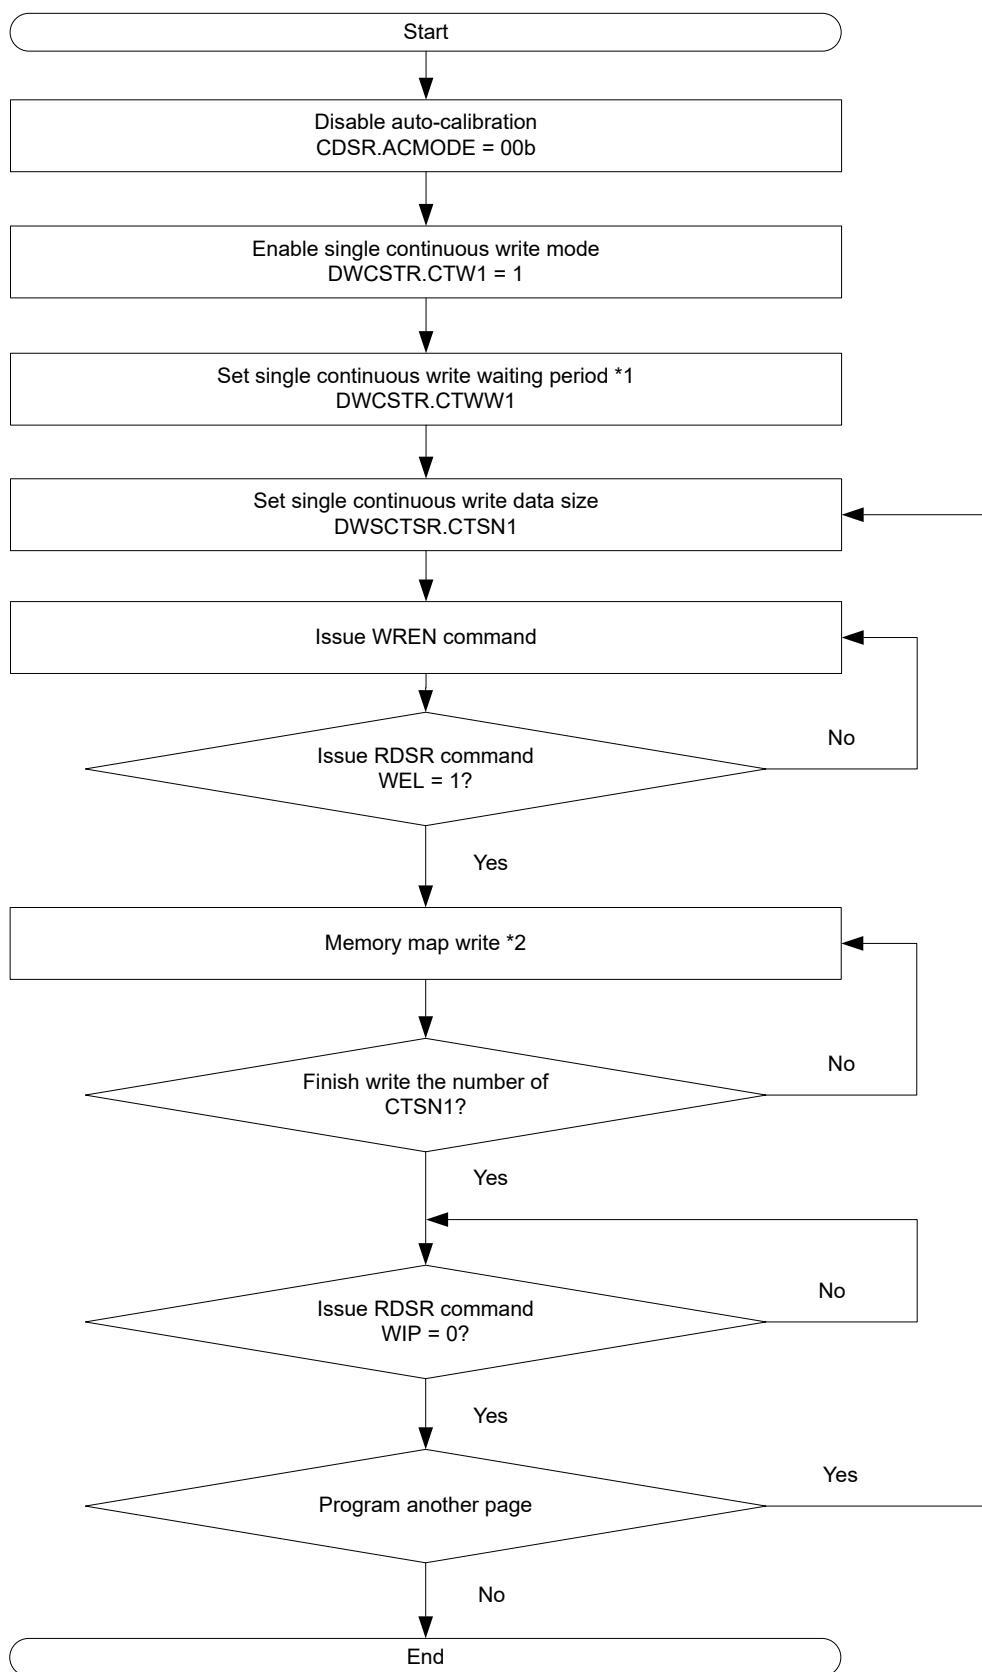 Start
Disable auto-calibration
CDSR.ACMODE = 00b
Enable single continuous write mode
DWCSTR.CTW1 = 1
Set single continuous write waiting period *1
DWCSTR.CTWW1
Set single continuous write data size
DWSCTSR.CTSN1
Issue WREN command
Issue RDSR command
WEL = 1?
No
Yes
Memory map write *2
Finish write the number of
CTSN1?
No
Yes
Issue RDSR command
WIP = 0?
No
Yes
Program another page
Yes
No
End